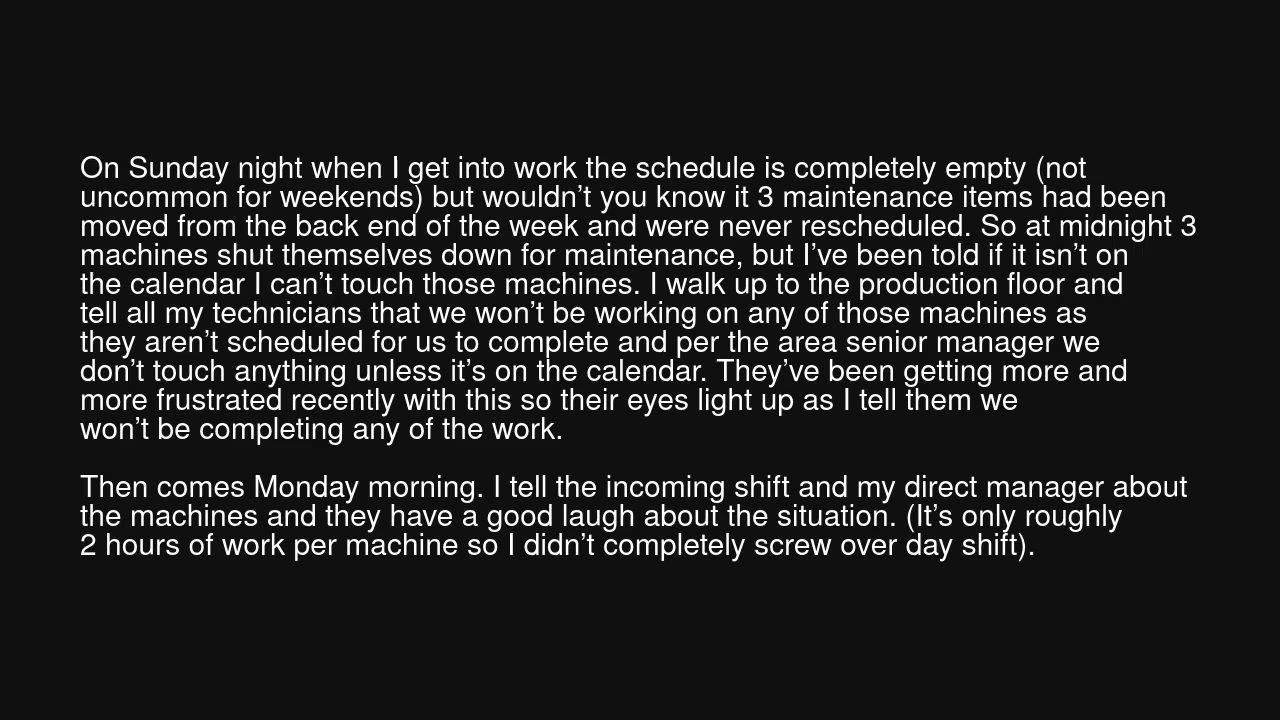 On Sunday night when I get into work the schedule is completely empty (not
uncommon for weekends) but wouldn’t you know it 3 maintenance items had been
moved from the back end of the week and were never rescheduled. So at midnight 3
machines shut themselves down for maintenance, but I’ve been told if it isn’t on
the calendar I can’t touch those machines. I walk up to the production floor and
tell all my technicians that we won’t be working on any of those machines as
they aren’t scheduled for us to complete and per the area senior manager we
don’t touch anything unless it’s on the calendar. They’ve been getting more and
more frustrated recently with this so their eyes light up as I tell them we
won’t be completing any of the work.

Then comes Monday morning. I tell the incoming shift and my direct manager about
the machines and they have a good laugh about the situation. (It’s only roughly
2 hours of work per machine so I didn’t completely screw over day shift).